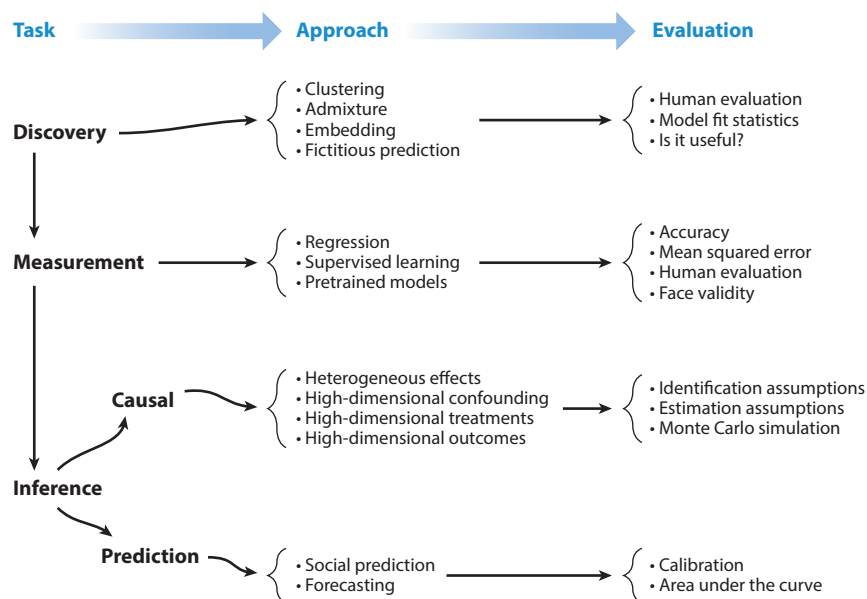 Task
Approach
Evaluation
Discovery
• Clustering
• Admixture
• Embedding
• Fictitious prediction
• Human evaluation
• Model fit statistics
• Is it useful?
Measurement
• Regression
• Supervised learning
• Pretrained models
• Accuracy
• Mean squared error
• Human evaluation
• Face validity
Inference
Causal
• Heterogeneous effects
• High-dimensional confounding
• High-dimensional treatments
• High-dimensional outcomes
• Identification assumptions
• Estimation assumptions
• Monte Carlo simulation
Prediction
• Social prediction
• Forecasting
• Calibration
• Area under the curve